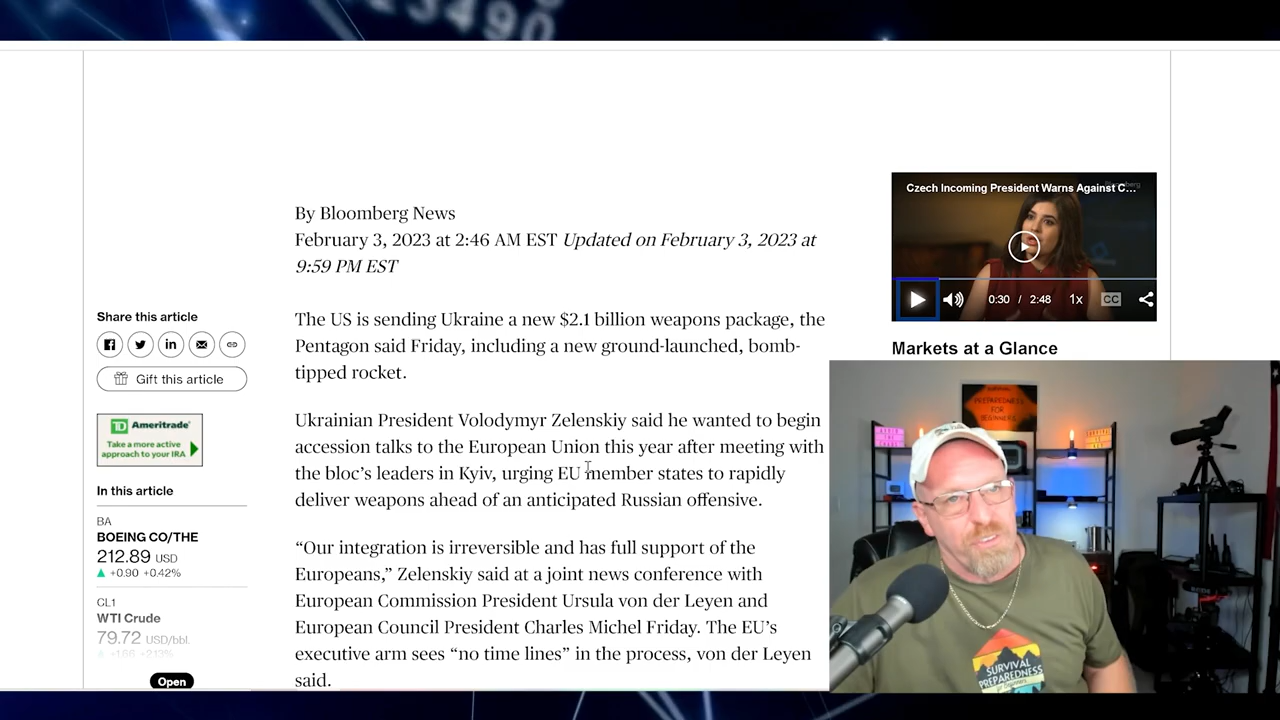 3490
By Bloomberg News
February 3, 2023 at 2:46 AM EST Updated on February 3, 2023 at
9:59 PM EST
The US is sending Ukraine a new $2.1 billion weapons package, the
Pentagon said Friday, including a new ground-launched, bomb-
tipped rocket.
Ukrainian President Volodymyr Zelenskiy said he wanted to begin
accession talks to the European Union this year after meeting with
the bloc’s leaders in Kyiv, urging EU member states to rapidly
deliver weapons ahead of an anticipated Russian offensive.
“Our integration is irreversible and has full support of the
Europeans,” Zelenskiy said at a joint news conference with
European Commission President Ursula von der Leyen and
European Council President Charles Michel Friday. The EU’s
executive arm sees “no time lines” in the process, von der Leyen
said.
Share this article
Gift this article
TD Ameritrade
Take a more active
approach to your IRA
In this article
BA
BOEING CO/THE
212.89 USD
+0.90 +0.42%
CL1
WTI Crude
79.72 USD/bbl.
+1.66 +2.13%
Open
Czech Incoming President Warns Against C...
0:30 / 2:48 1x CC
Markets at a Glance
PREPAREDNESS
FOR
BEGINNERS
SURVIVAL
PREPAREDNESS
for Beginners